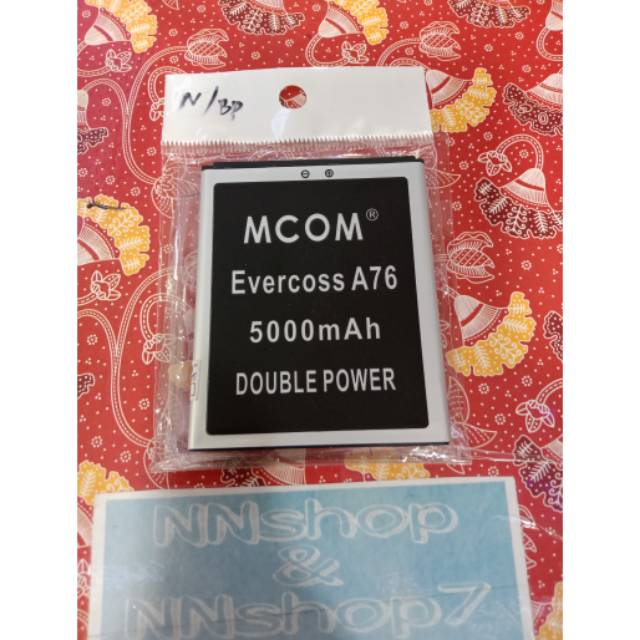 N/BP
MCOM®
Evercoss A76
5000mAh
DOUBLE POWER
NNshop
&
NNshop7